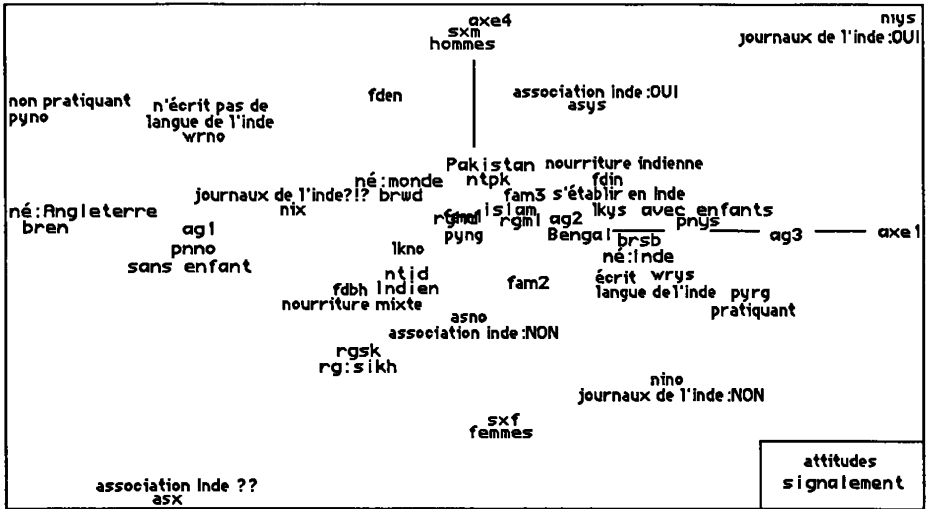 axe4
sxm
hommes
niys
journaux de l'inde:OUI
non pratiquant
pyno
n'écrit pas de
langue de l'inde
wrno
fden
association inde:OUI
asys
Pakistan
ntpk
nourriture indienne
fdin
né:monde
brwd
journaux de l'inde?!?
nix
fam3
s'établir en Inde
lkys
avec enfants
pnys
né:Angleterre
bren
islam
rgml
ag2
Bengal
pyng
ag1
pnno
sans enfant
lkno
brsb
né:inde
ag3
axe1
ntid
Indien
fdbh
nourriture mixte
fam2
écrit
wrys
langue de l'inde
pyrg
pratiquant
asno
association inde:NON
rgsk
rg:sikh
nino
journaux de l'inde:NON
sxf
femmes
association Inde ??
asx
attitudes
signalement